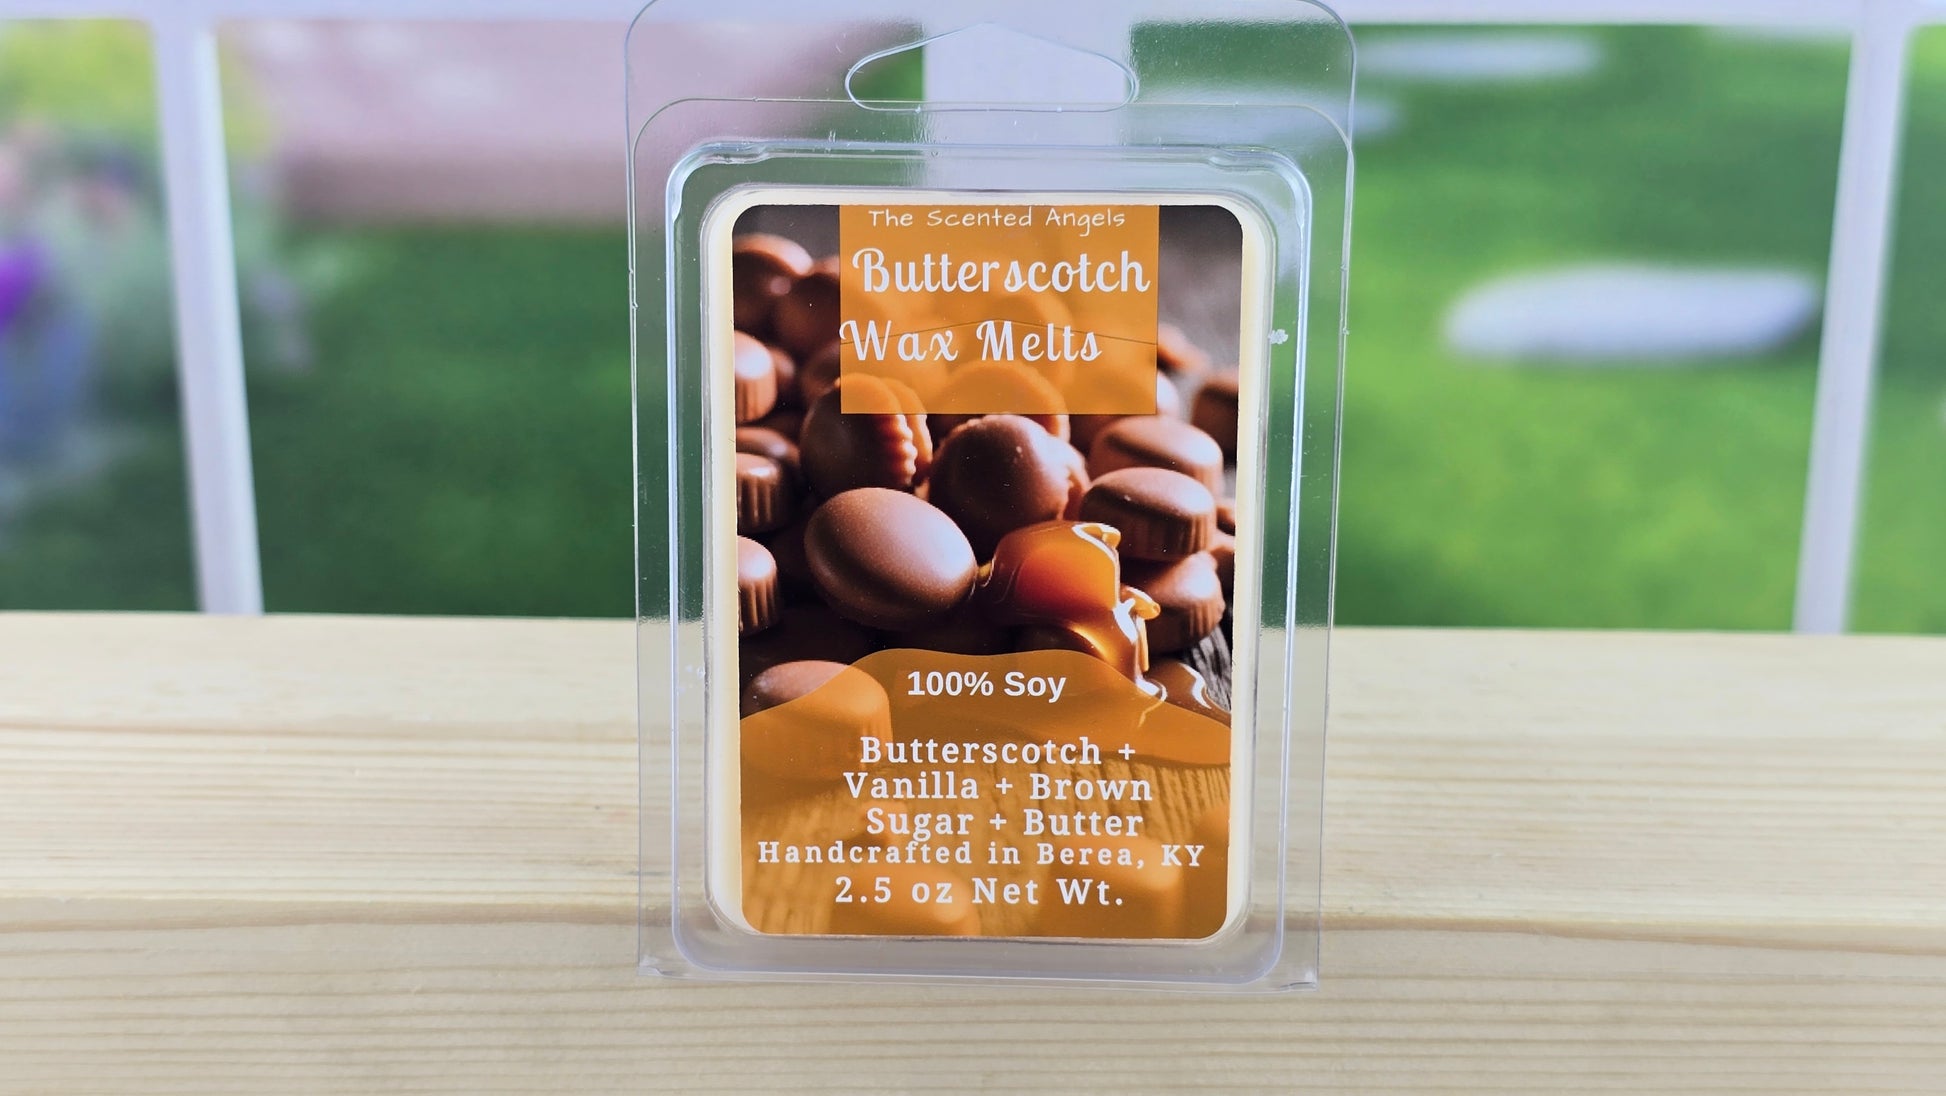 The Scented Angels
Butterscotch
Wax Melts
100% Soy
Butterscotch +
Vanilla + Brown
Sugar + Butter
Handcrafted in Berea, KY
2.5 oz Net Wt.